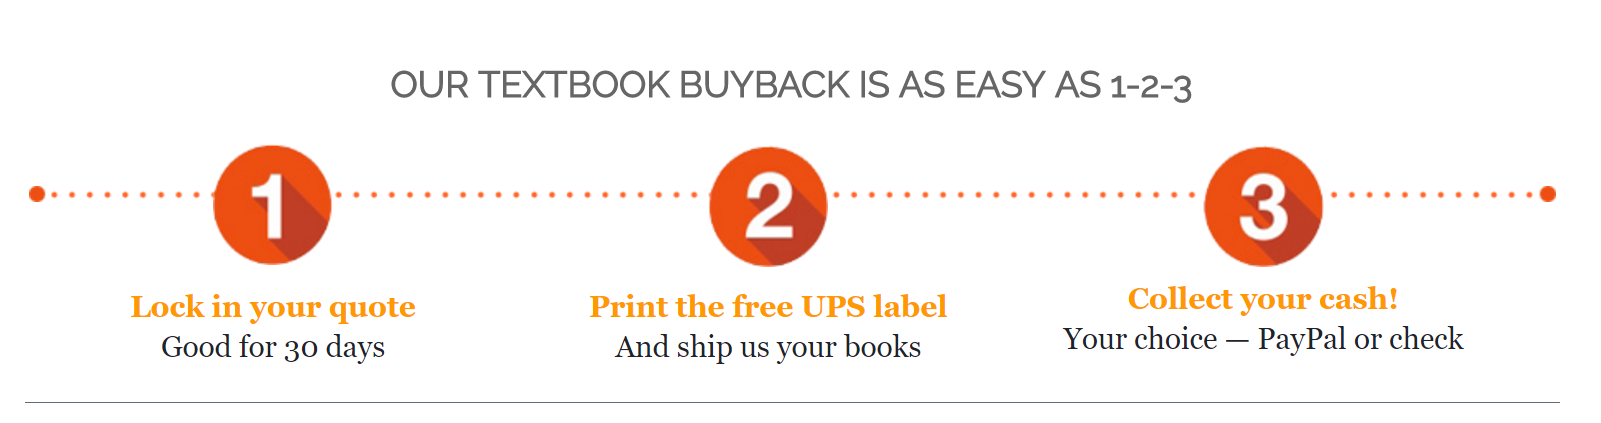 OUR TEXTBOOK BUYBACK IS AS EASY AS 1-2-3
1
Lock in your quote
Good for 30 days
2
Print the free UPS label
And ship us your books
3
Collect your cash!
Your choice — PayPal or check